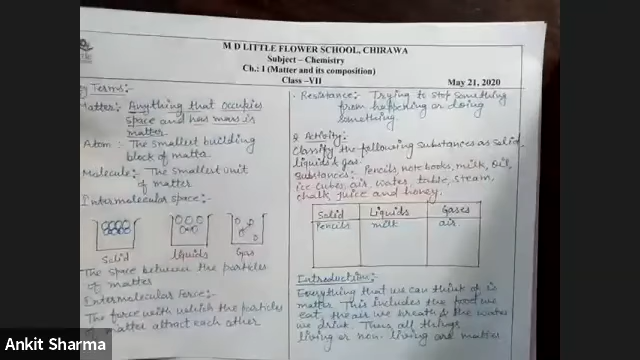 M D LITTLE FLOWER SCHOOL, CHIRAWA
Subject – Chemistry
Ch.: I (Matter and its composition)
Class –VII
May 21, 2020
y Terms:-
Matter:- Anything that occupies
space and has mass is
matter
Atom:- The smallest building
block of matta
Molecule:- The smallest unit
of matter
Intermolecular space:-
Solid
liquids
Gas
The space between the particles
of matter
Entermolecular Force:-
The force with which the particles
of matter attract each other
Resistance:- Trying to stop something
from happening or doing
something.
Activity:-
Classify the following substances as solid,
liquids & gas.
Substances:- Pencils, note books, milk, Oil,
ice cubes, air, water, table, steam,
chalk, juice and honey.
Solid Liquids Gases
Pencils milk air
Introduction:-
Everything that we can think of is
matter. This includes the food we
eat, the air we breath & the water
we drink. Thus, all things
living or non-living are matter
Ankit Sharma